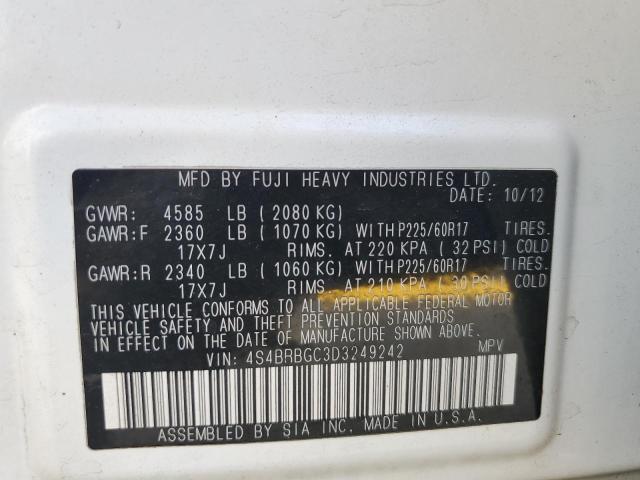 MFD BY FUJI HEAVY INDUSTRIES LTD.
DATE: 10/12
GVWR: 4585 LB (2080 KG)
GAWR:F 2360 LB (1070 KG) WITH P225/60R17 TIRES.
17X7J RIMS. AT 220 KPA (32 PSI) COLD
GAWR:R 2340 LB (1060 KG) WITH P225/60R17 TIRES.
17X7J RIMS. AT 210 KPA (30 PSI) COLD
THIS VEHICLE CONFORMS TO ALL APPLICABLE FEDERAL MOTOR
VEHICLE SAFETY AND THEFT PREVENTION STANDARDS
IN EFFECT ON THE DATE OF MANUFACTURE SHOWN ABOVE.
VIN: 4S4BRBGC3D3249242 MPV
ASSEMBLED BY SIA INC. MADE IN U.S.A.